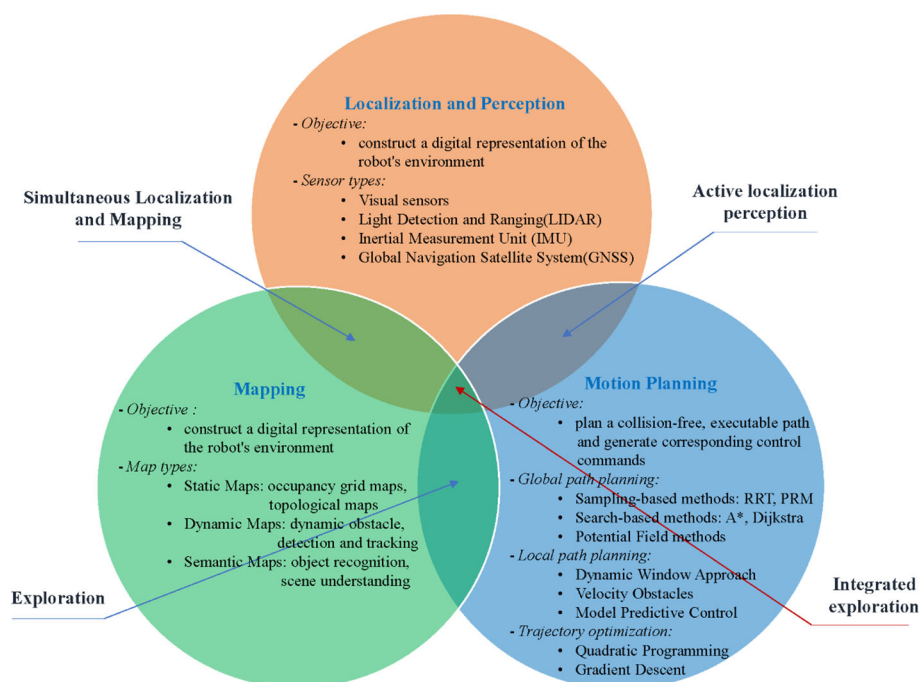 Localization and Perception
- Objective:
• construct a digital representation of the
robot's environment
- Sensor types:
• Visual sensors
• Light Detection and Ranging(LIDAR)
• Inertial Measurement Unit (IMU)
• Global Navigation Satellite System(GNSS)
Simultaneous Localization
and Mapping
Active localization
perception
Mapping
- Objective :
• construct a digital representation of
the robot's environment
- Map types:
• Static Maps: occupancy grid maps,
topological maps
• Dynamic Maps: dynamic obstacle,
detection and tracking
• Semantic Maps: object recognition,
scene understanding
Motion Planning
- Objective:
• plan a collision-free, executable path
and generate corresponding control
commands
- Global path planning:
• Sampling-based methods: RRT, PRM
• Search-based methods: A*, Dijkstra
• Potential Field methods
- Local path planning:
• Dynamic Window Approach
• Velocity Obstacles
• Model Predictive Control
- Trajectory optimization:
• Quadratic Programming
• Gradient Descent
Exploration
Integrated
exploration